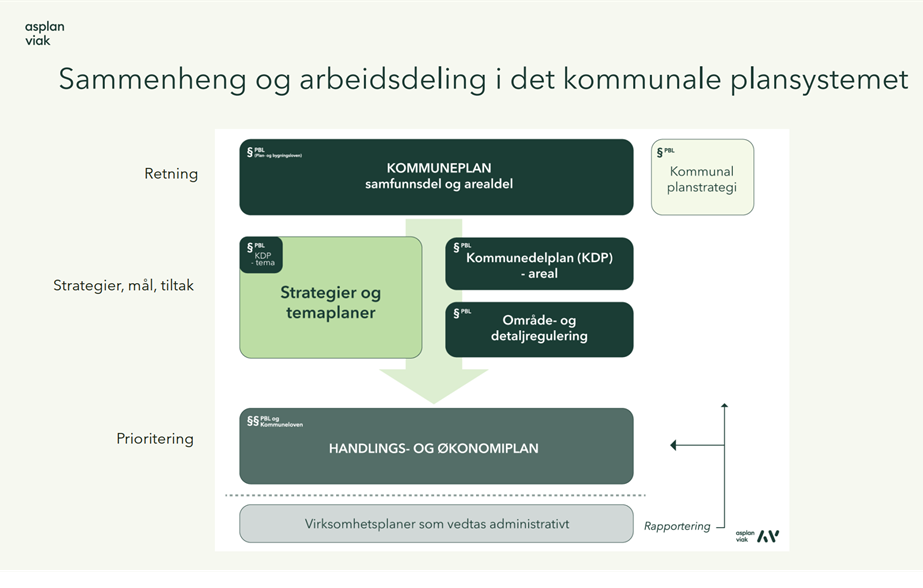 asplan
viak
Sammenheng og arbeidsdeling i det kommunale plansystemet
Retning
§ PBL
(Plan- og bygningsloven)
KOMMUNEPLAN
samfunnsdel og arealdel
§ PBL
Kommunal
planstrategi
Strategier, mål, tiltak
§ PBL
KDP
- tema
Strategier og
temaplaner
§ PBL
Kommunedelplan (KDP)
- areal
§ PBL
Område- og
detaljregulering
Prioritering
§§ PBL og
Kommuneloven
HANDLINGS- OG ØKONOMIPLAN
Virksomhetsplaner som vedtas administrativt
Rapportering
asplan
viak